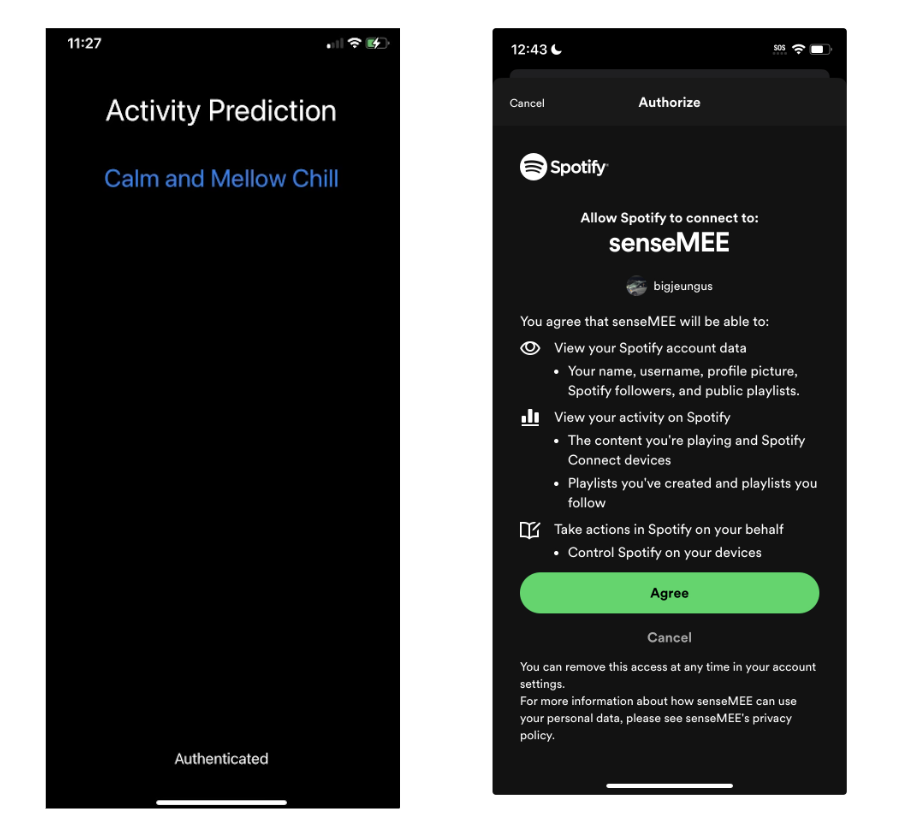 11:27
Activity Prediction
Calm and Mellow Chill
Authenticated
12:43
SOS
Cancel
Authorize
Spotify
Allow Spotify to connect to:
senseMEE
bigjeungus
You agree that senseMEE will be able to:
View your Spotify account data
• Your name, username, profile picture,
Spotify followers, and public playlists.
View your activity on Spotify
• The content you're playing and Spotify
Connect devices
• Playlists you've created and playlists you
follow
Take actions in Spotify on your behalf
• Control Spotify on your devices
Agree
Cancel
You can remove this access at any time in your account
settings.
For more information about how senseMEE can use
your personal data, please see senseMEE's privacy
policy.